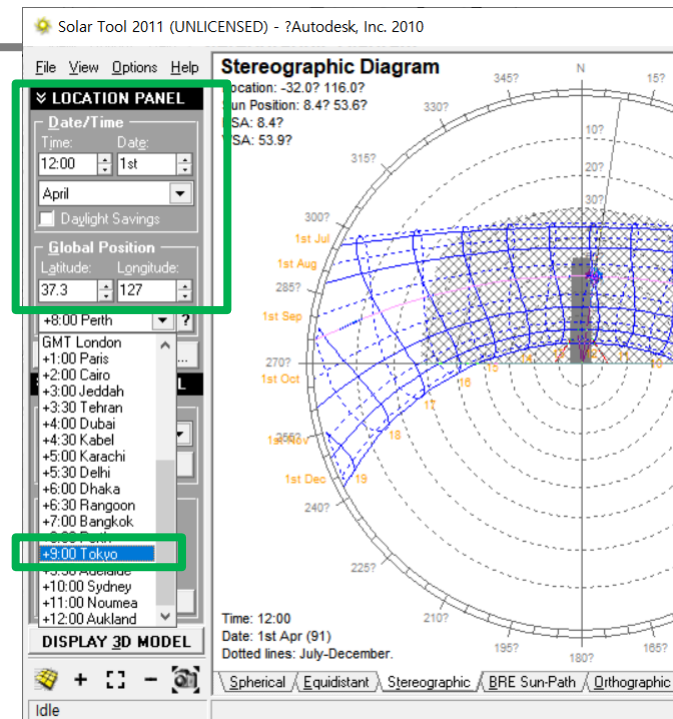 Solar Tool 2011 (UNLICENSED) - ?Autodesk, Inc. 2010
File View Options Help
LOCATION PANEL
Date/Time
Time: Date:
12:00 1st
April
Daylight Savings
Global Position
Latitude: Longitude:
37.3 127
+8:00 Perth ?
GMT London
+1:00 Paris
+2:00 Cairo
+3:00 Jeddah
+3:30 Tehran
+4:00 Dubai
+4:30 Kabel
+5:00 Karachi
+5:30 Delhi
+6:00 Dhaka
+6:30 Rangoon
+7:00 Bangkok
+9:00 Tokyo
+10:00 Sydney
+11:00 Noumea
+12:00 Aukland
DISPLAY 3D MODEL
Idle
Stereographic Diagram
Location: -32.0? 116.0?
Sun Position: 8.4? 53.6?
HSA: 8.4?
VSA: 53.9?
345? N 15?
330?
10?
315?
20?
30?
300?
1st Jul
1st Aug
285?
1st Sep
270?
1st Oct
15 14 13 12 11 10
16
17
1st Nov
18
1st Dec 19
240?
225?
210?
195? 180? 165?
Time: 12:00
Date: 1st Apr (91)
Dotted lines: July-December.
Spherical Equidistant Stereographic BRE Sun-Path Orthographic